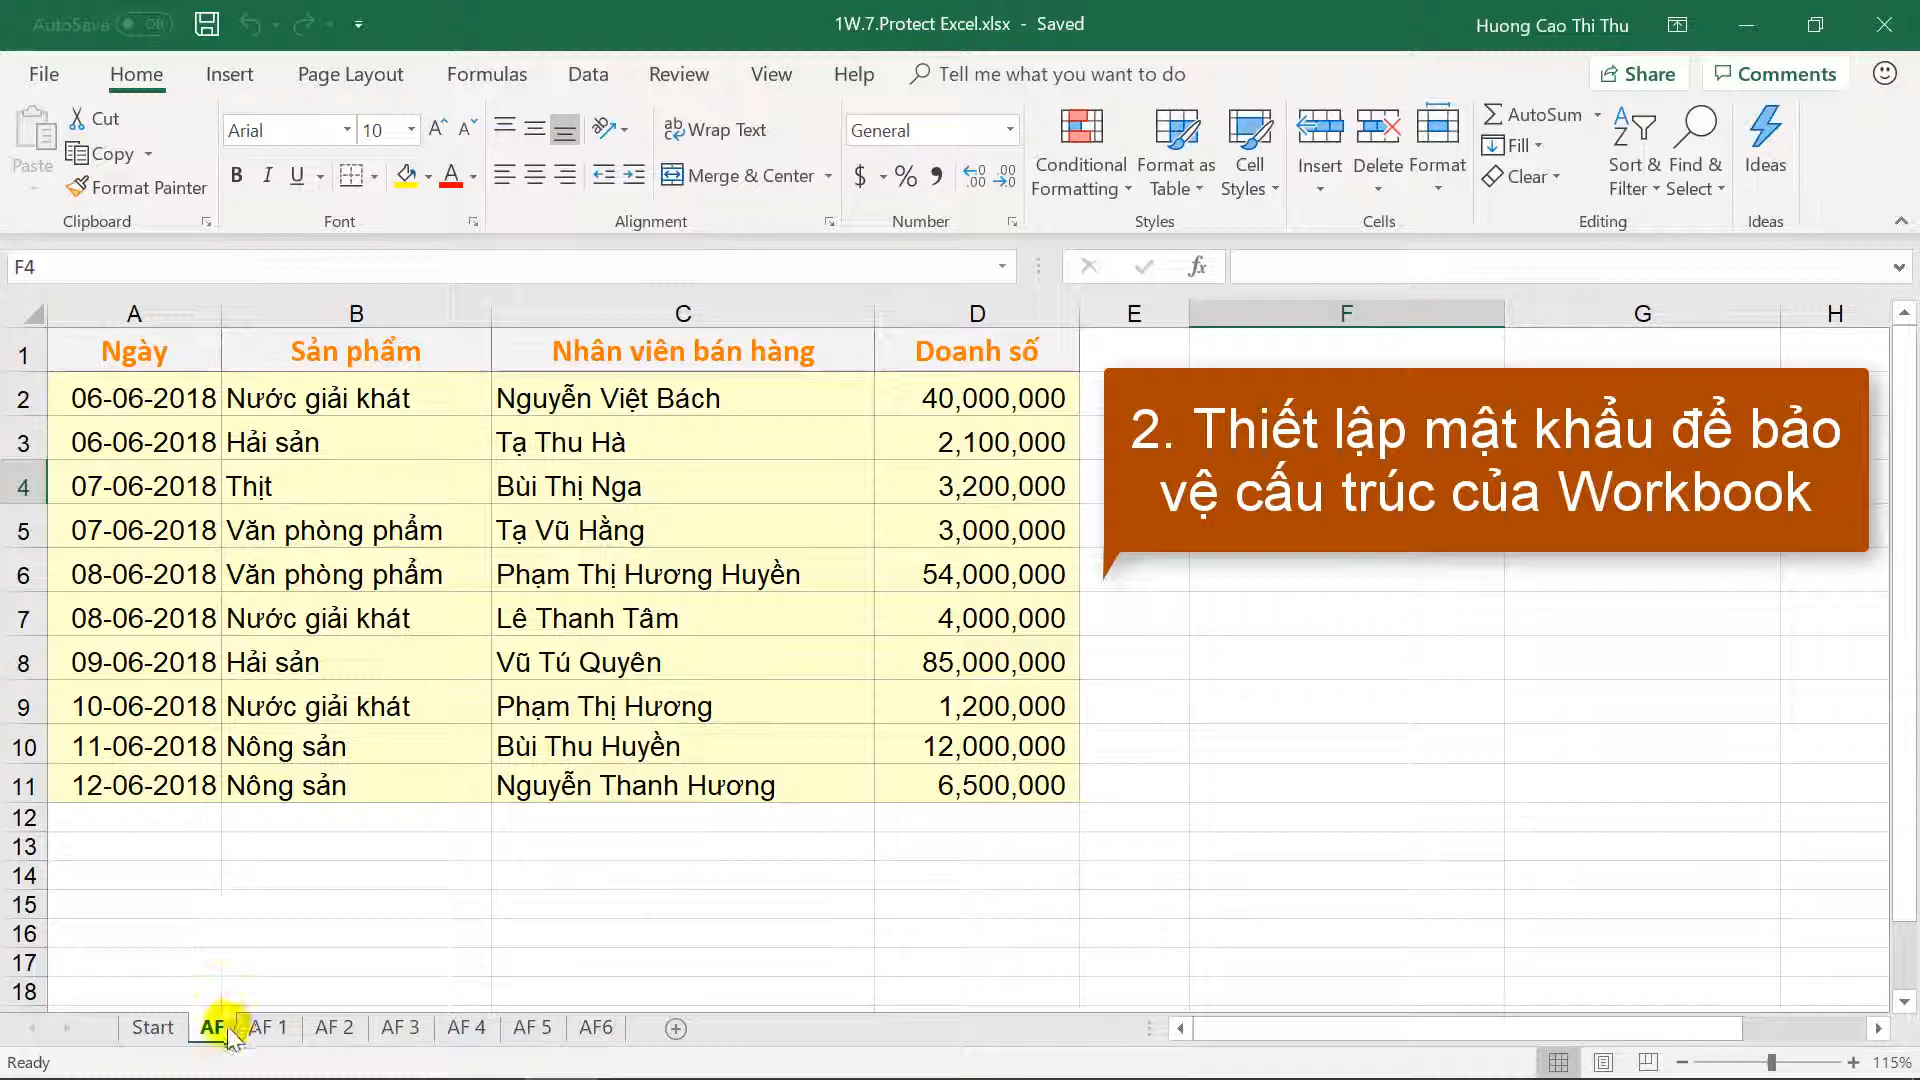 AutoSave Off
1W.7.Protect Excel.xlsx - Saved
Huong Cao Thi Thu
File Home Insert Page Layout Formulas Data Review View Help Tell me what you want to do Share Comments
Paste
Cut
Copy
Format Painter
Clipboard
Arial 10
B I U
Font
Wrap Text
Merge & Center
Alignment
General
$ % 9
Number
Conditional Formatting
Format as Table
Cell Styles
Styles
Insert Delete Format
Cells
AutoSum
Fill
Clear
Sort & Filter
Find & Select
Editing
Ideas
Ideas
F4
fx
A B C D E F G H
1 Ngày Sản phẩm Nhân viên bán hàng Doanh số
2 06-06-2018 Nước giải khát Nguyễn Việt Bách 40,000,000
3 06-06-2018 Hải sản Tạ Thu Hà 2,100,000
4 07-06-2018 Thịt Bùi Thị Nga 3,200,000
5 07-06-2018 Văn phòng phẩm Tạ Vũ Hằng 3,000,000
6 08-06-2018 Văn phòng phẩm Phạm Thị Hương Huyền 54,000,000
7 08-06-2018 Nước giải khát Lê Thanh Tâm 4,000,000
8 09-06-2018 Hải sản Vũ Tú Quyên 85,000,000
9 10-06-2018 Nước giải khát Phạm Thị Hương 1,200,000
10 11-06-2018 Nông sản Bùi Thu Huyền 12,000,000
11 12-06-2018 Nông sản Nguyễn Thanh Hương 6,500,000
12
13
14
15
16
17
18
2. Thiết lập mật khẩu để bảo
vệ cấu trúc của Workbook
Start AF AF 1 AF 2 AF 3 AF 4 AF 5 AF6
Ready
115%